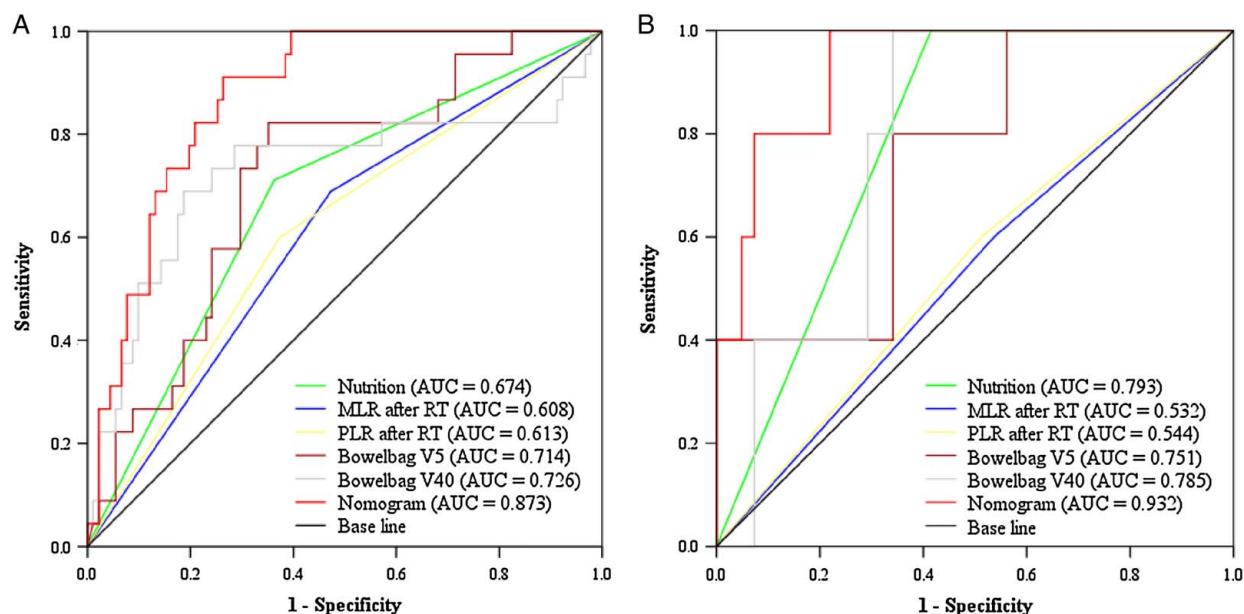 A
1.0
0.8
0.6
0.4
0.2
0.0
Sensitivity
Nutrition (AUC = 0.674)
MLR after RT (AUC = 0.608)
PLR after RT (AUC = 0.613)
Bowelbag V5 (AUC = 0.714)
Bowelbag V40 (AUC = 0.726)
Nomogram (AUC = 0.873)
Base line
0.0 0.2 0.4 0.6 0.8 1.0
1 - Specificity
B
1.0
0.8
0.6
0.4
0.2
0.0
Sensitivity
Nutrition (AUC = 0.793)
MLR after RT (AUC = 0.532)
PLR after RT (AUC = 0.544)
Bowelbag V5 (AUC = 0.751)
Bowelbag V40 (AUC = 0.785)
Nomogram (AUC = 0.932)
Base line
0.0 0.2 0.4 0.6 0.8 1.0
1 - Specificity